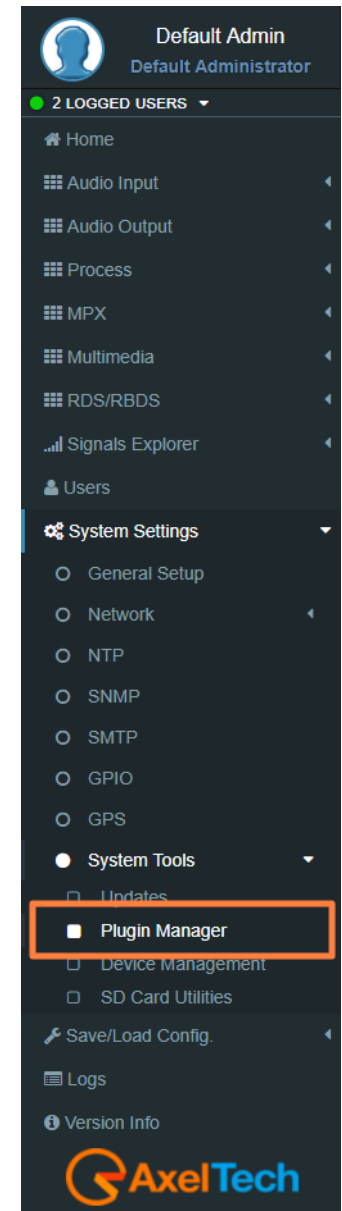 Default Admin
Default Administrator
2 LOGGED USERS
Home
Audio Input
Audio Output
Process
MPX
Multimedia
RDS/RBDS
Signals Explorer
Users
System Settings
General Setup
Network
NTP
SNMP
SMTP
GPIO
GPS
System Tools
Updates
Plugin Manager
Device Management
SD Card Utilities
Save/Load Config.
Logs
Version Info
AxelTech